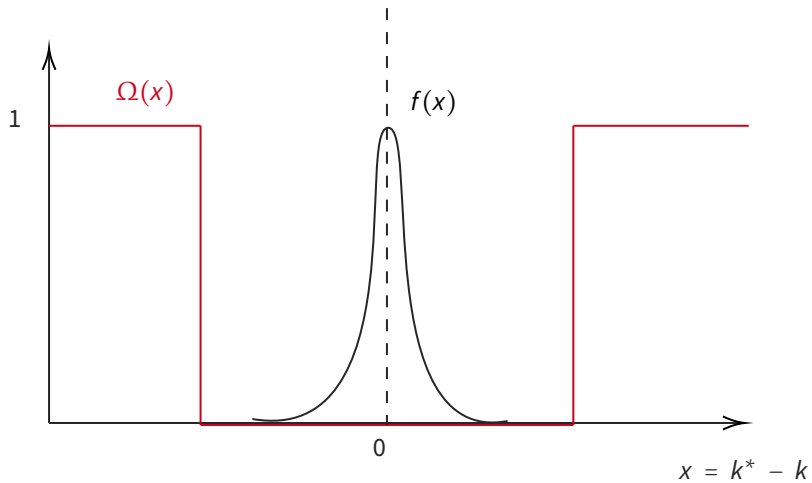 Ω(x)
f(x)
1
0
x = k* − k